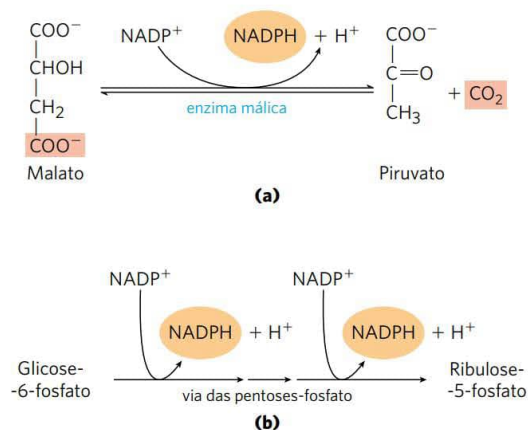 COO⁻
CHOH
CH₂
COO⁻
Malato
NADP⁺ NADPH + H⁺
enzima málica
COO⁻
C=O
CH₃
+ CO₂
Piruvato
(a)
NADP⁺ NADP⁺
NADPH + H⁺ NADPH + H⁺
Glicose-
-6-fosfato
via das pentoses-fosfato
Ribulose-
-5-fosfato
(b)